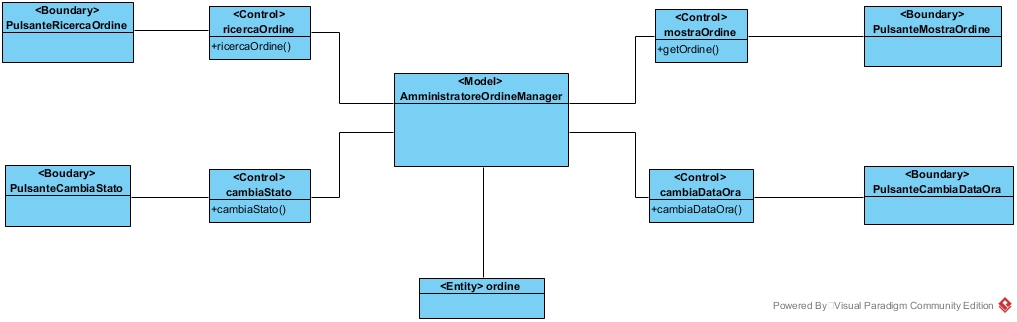 <Boundary>
PulsanteRicercaOrdine
<Control>
ricercaOrdine
+ricercaOrdine()
<Control>
mostraOrdine
+getOrdine()
<Boundary>
PulsanteMostraOrdine
<Model>
AmministratoreOrdineManager
<Boudary>
PulsanteCambiaStato
<Control>
cambiaStato
+cambiaStato()
<Control>
cambiaDataOra
+cambiaDataOra()
<Boundary>
PulsanteCambiaDataOra
<Entity> ordine
Powered By Visual Paradigm Community Edition